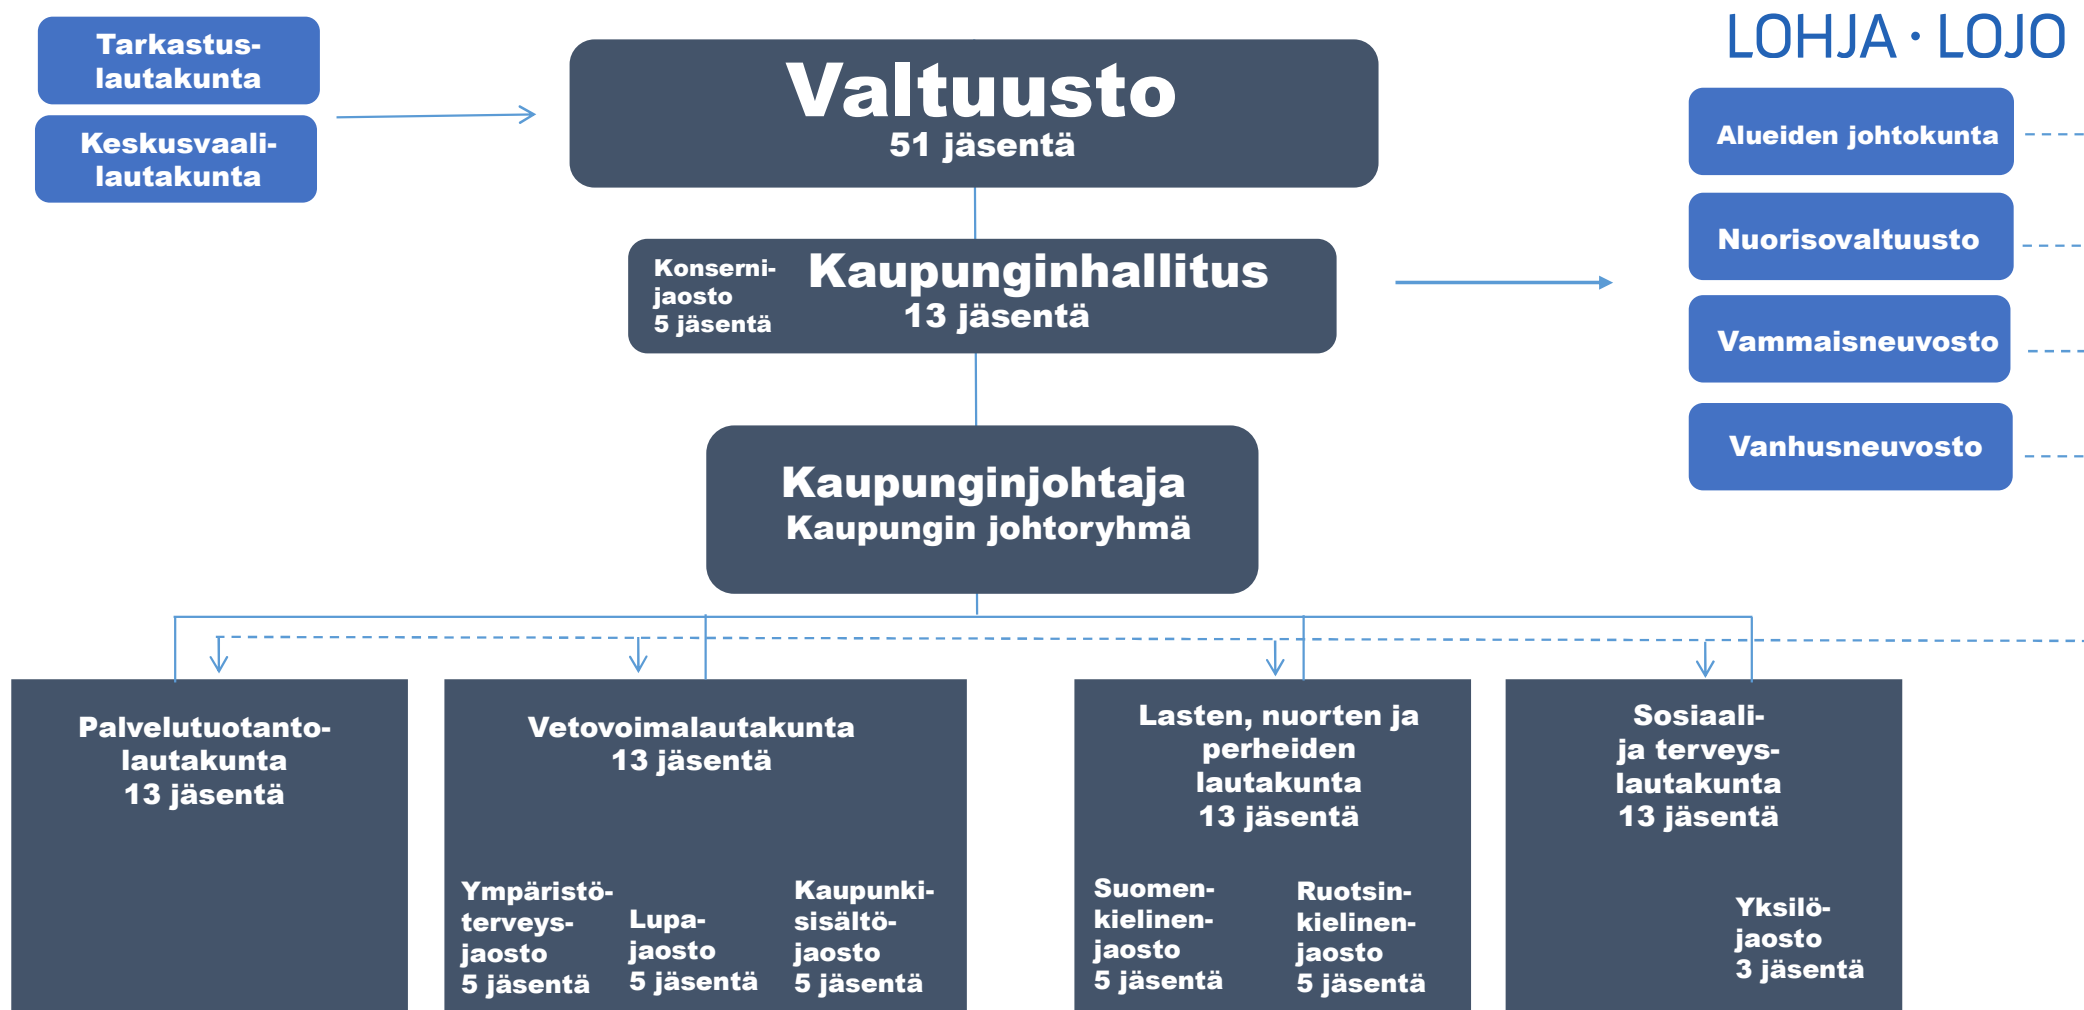 LOHJA · LOJO
Tarkastus-
lautakunta
Keskusvaali-
lautakunta
Valtuusto
51 jäsentä
Alueiden johtokunta
Nuorisovaltuusto
Vammaisneuvosto
Vanhusneuvosto
Konserni-
jaosto
5 jäsentä
Kaupunginhallitus
13 jäsentä
Kaupunginjohtaja
Kaupungin johtoryhmä
Palvelutuotanto-
lautakunta
13 jäsentä
Vetovoimalautakunta
13 jäsentä
Ympäristö-
terveys-
jaosto
5 jäsentä
Lupa-
jaosto
5 jäsentä
Kaupunki-
sisältö-
jaosto
5 jäsentä
Lasten, nuorten ja
perheiden
lautakunta
13 jäsentä
Suomen-
kielinen-
jaosto
5 jäsentä
Ruotsin-
kielinen-
jaosto
5 jäsentä
Sosiaali-
ja terveys-
lautakunta
13 jäsentä
Yksilö-
jaosto
3 jäsentä